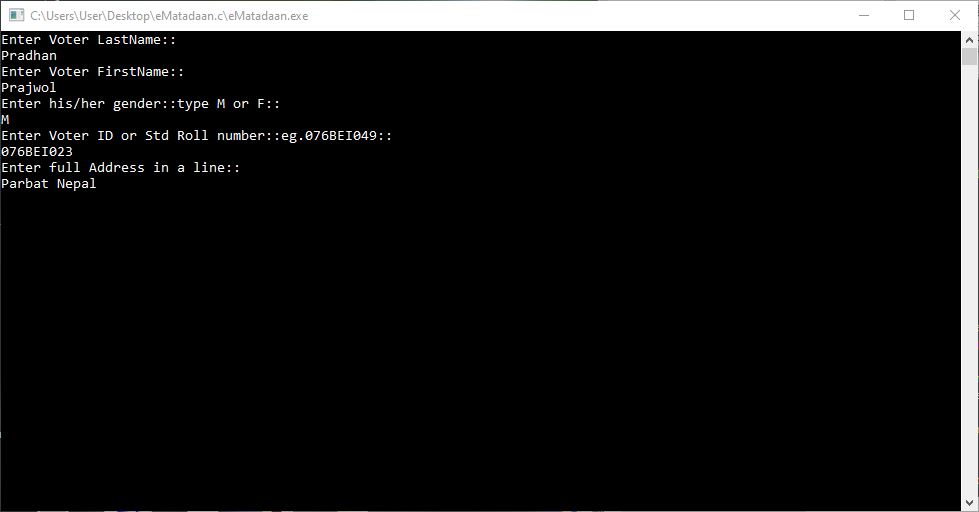 C:\Users\User\Desktop\eMatadaan.c\eMatadaan.exe
Enter Voter LastName::
Pradhan
Enter Voter FirstName::
Prajwol
Enter his/her gender::type M or F::
M
Enter Voter ID or Std Roll number::eg.076BEI049::
076BEI023
Enter full Address in a line::
Parbat Nepal